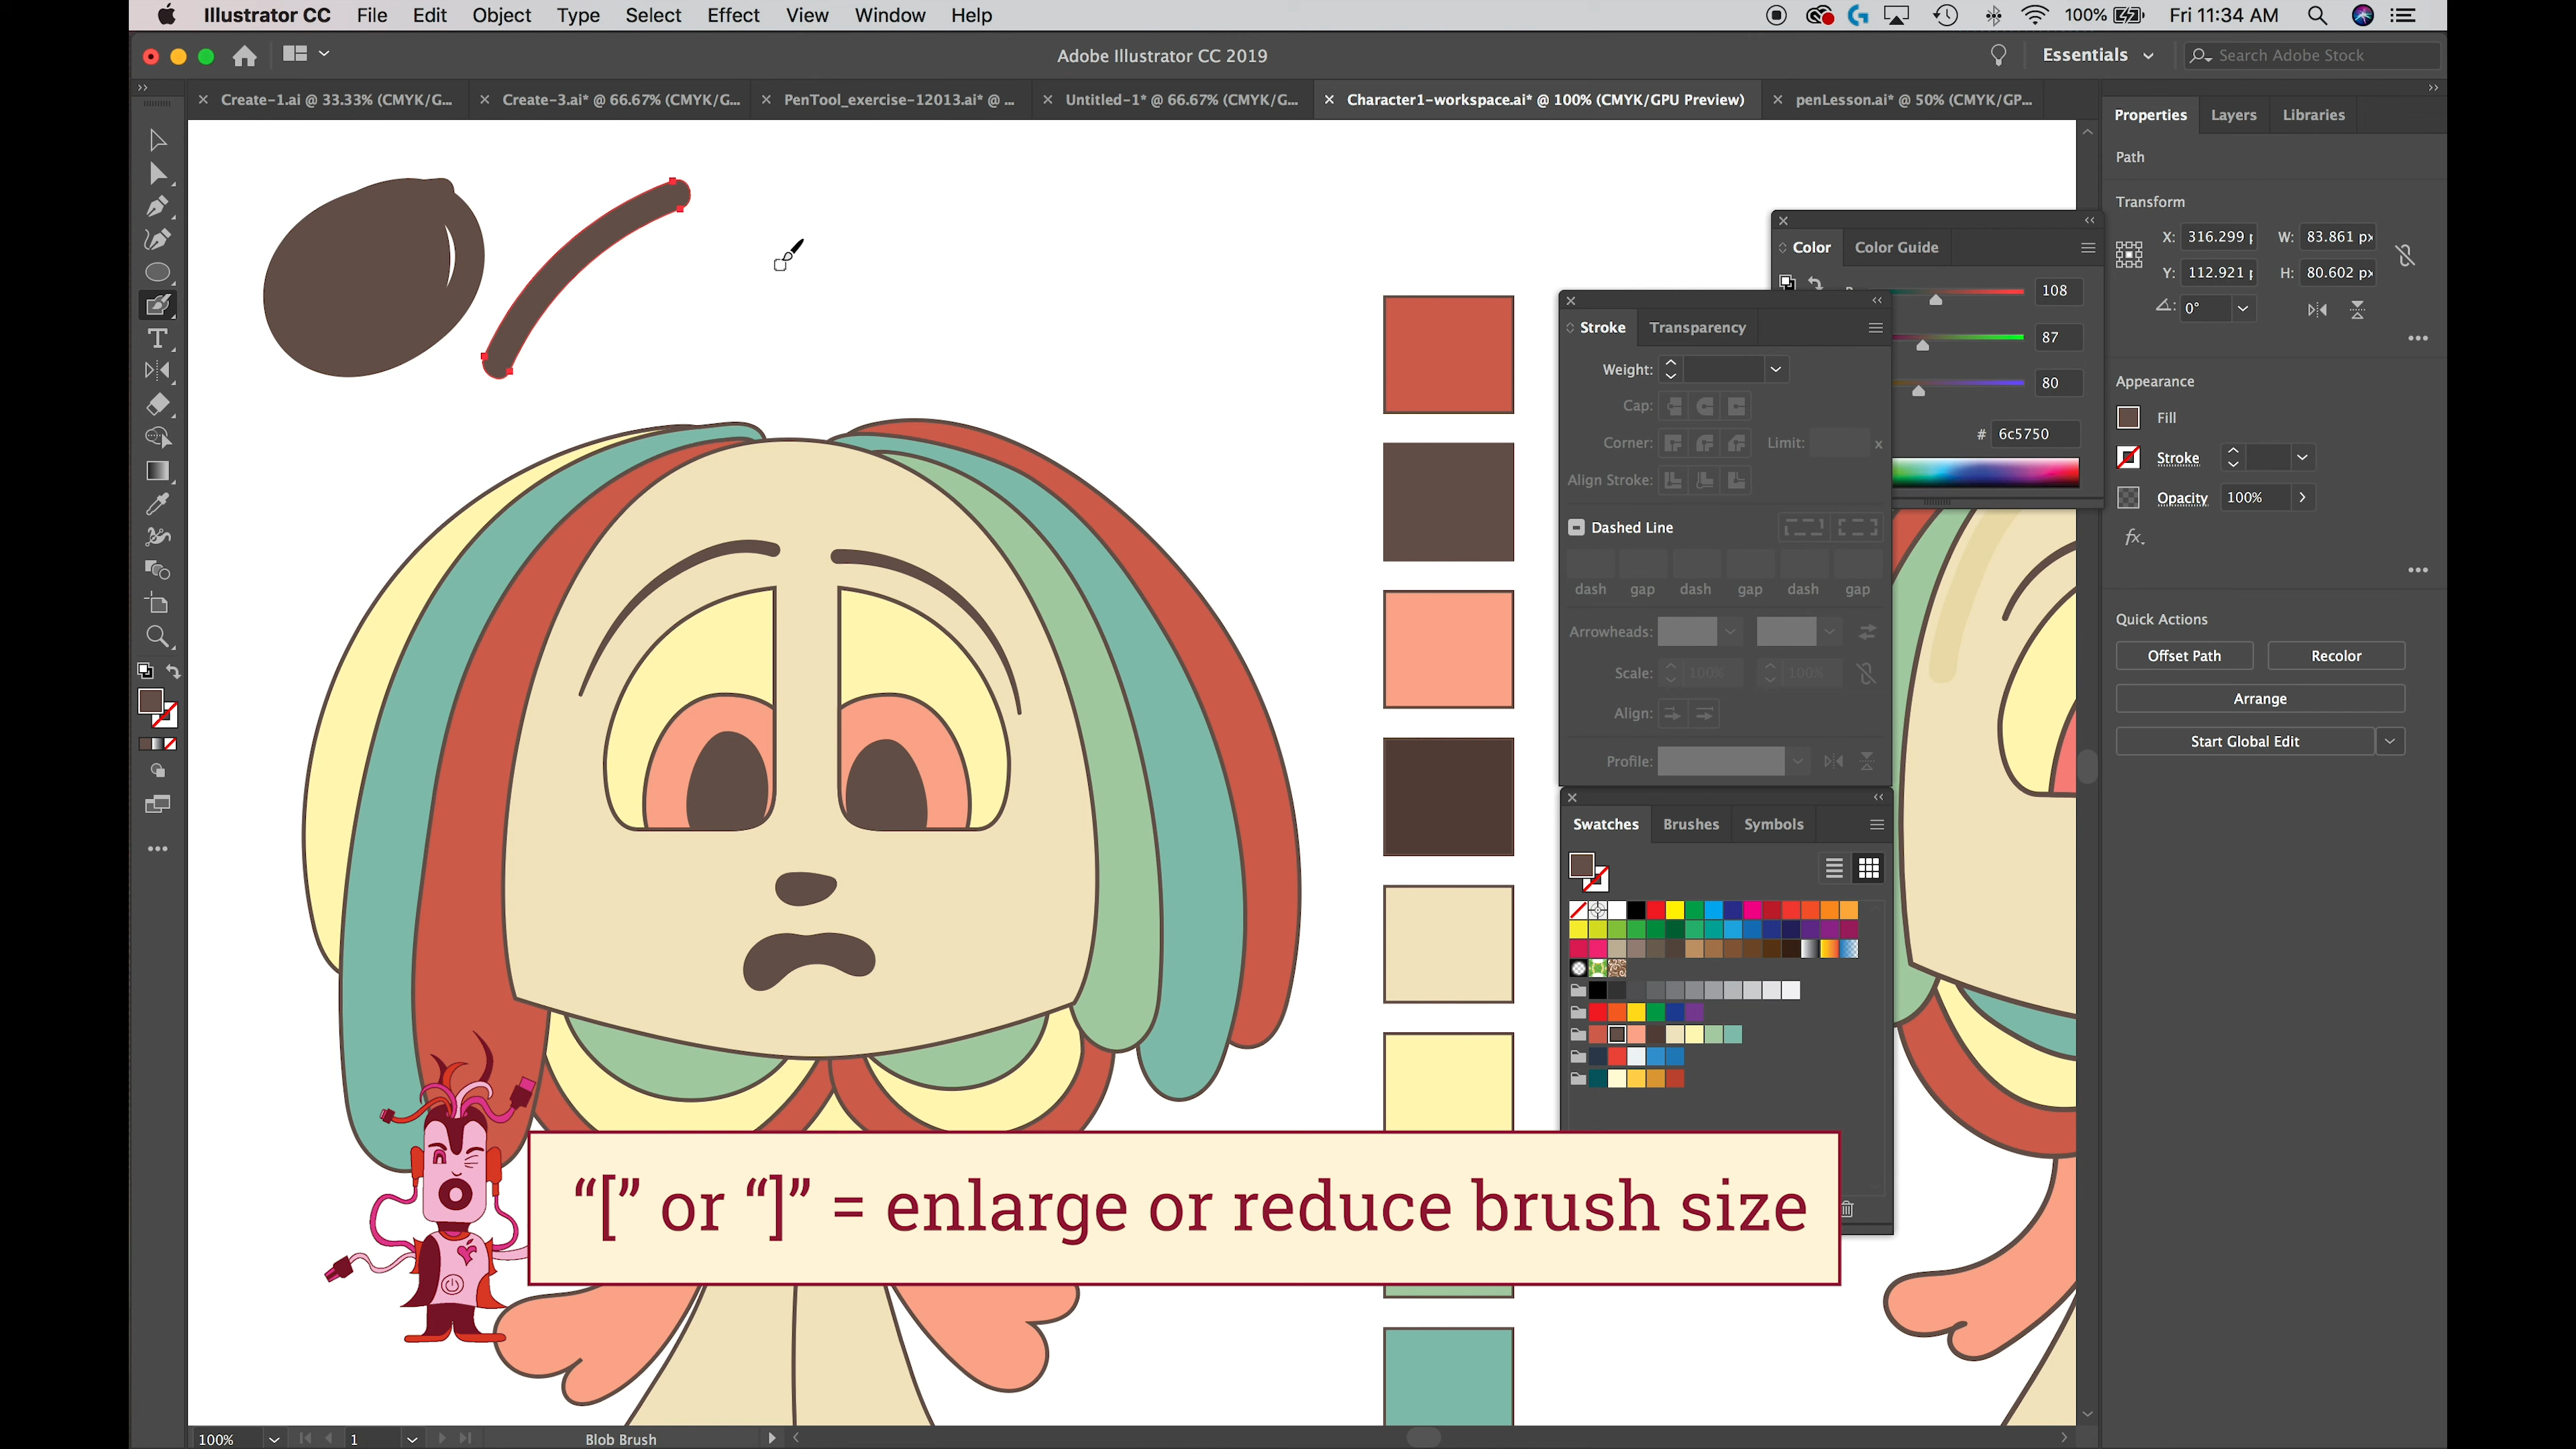 Illustrator CC File Edit Object Type Select Effect View Window Help 100% Fri 11:34 AM
Adobe Illustrator CC 2019 Essentials Search Adobe Stock
Create-1.ai @ 33.33% (CMYK/G... Create-3.ai* @ 66.67% (CMYK/G... PenTool_exercise-12013.ai* @ ... Untitled-1* @ 66.67% (CMYK/G... Character1-workspace.ai* @ 100% (CMYK/GPU Preview) penLesson.ai* @ 50% (CMYK/GP...
Properties Layers Libraries
Path
Transform
X: 316.299 p W: 83.861 px
Y: 112.921 p H: 80.602 px
0°
Appearance
Fill
Stroke
Opacity 100%
fx.
Quick Actions
Offset Path Recolor
Arrange
Start Global Edit
Color Color Guide
108
87
80
# 6c5750
Stroke Transparency
Weight:
Cap:
Corner: Limit: x
Align Stroke:
Dashed Line
dash gap dash gap dash gap
Arrowheads:
Scale: 100% 100%
Align:
Profile:
Swatches Brushes Symbols
“[” or “]” = enlarge or reduce brush size
100% 1 Blob Brush